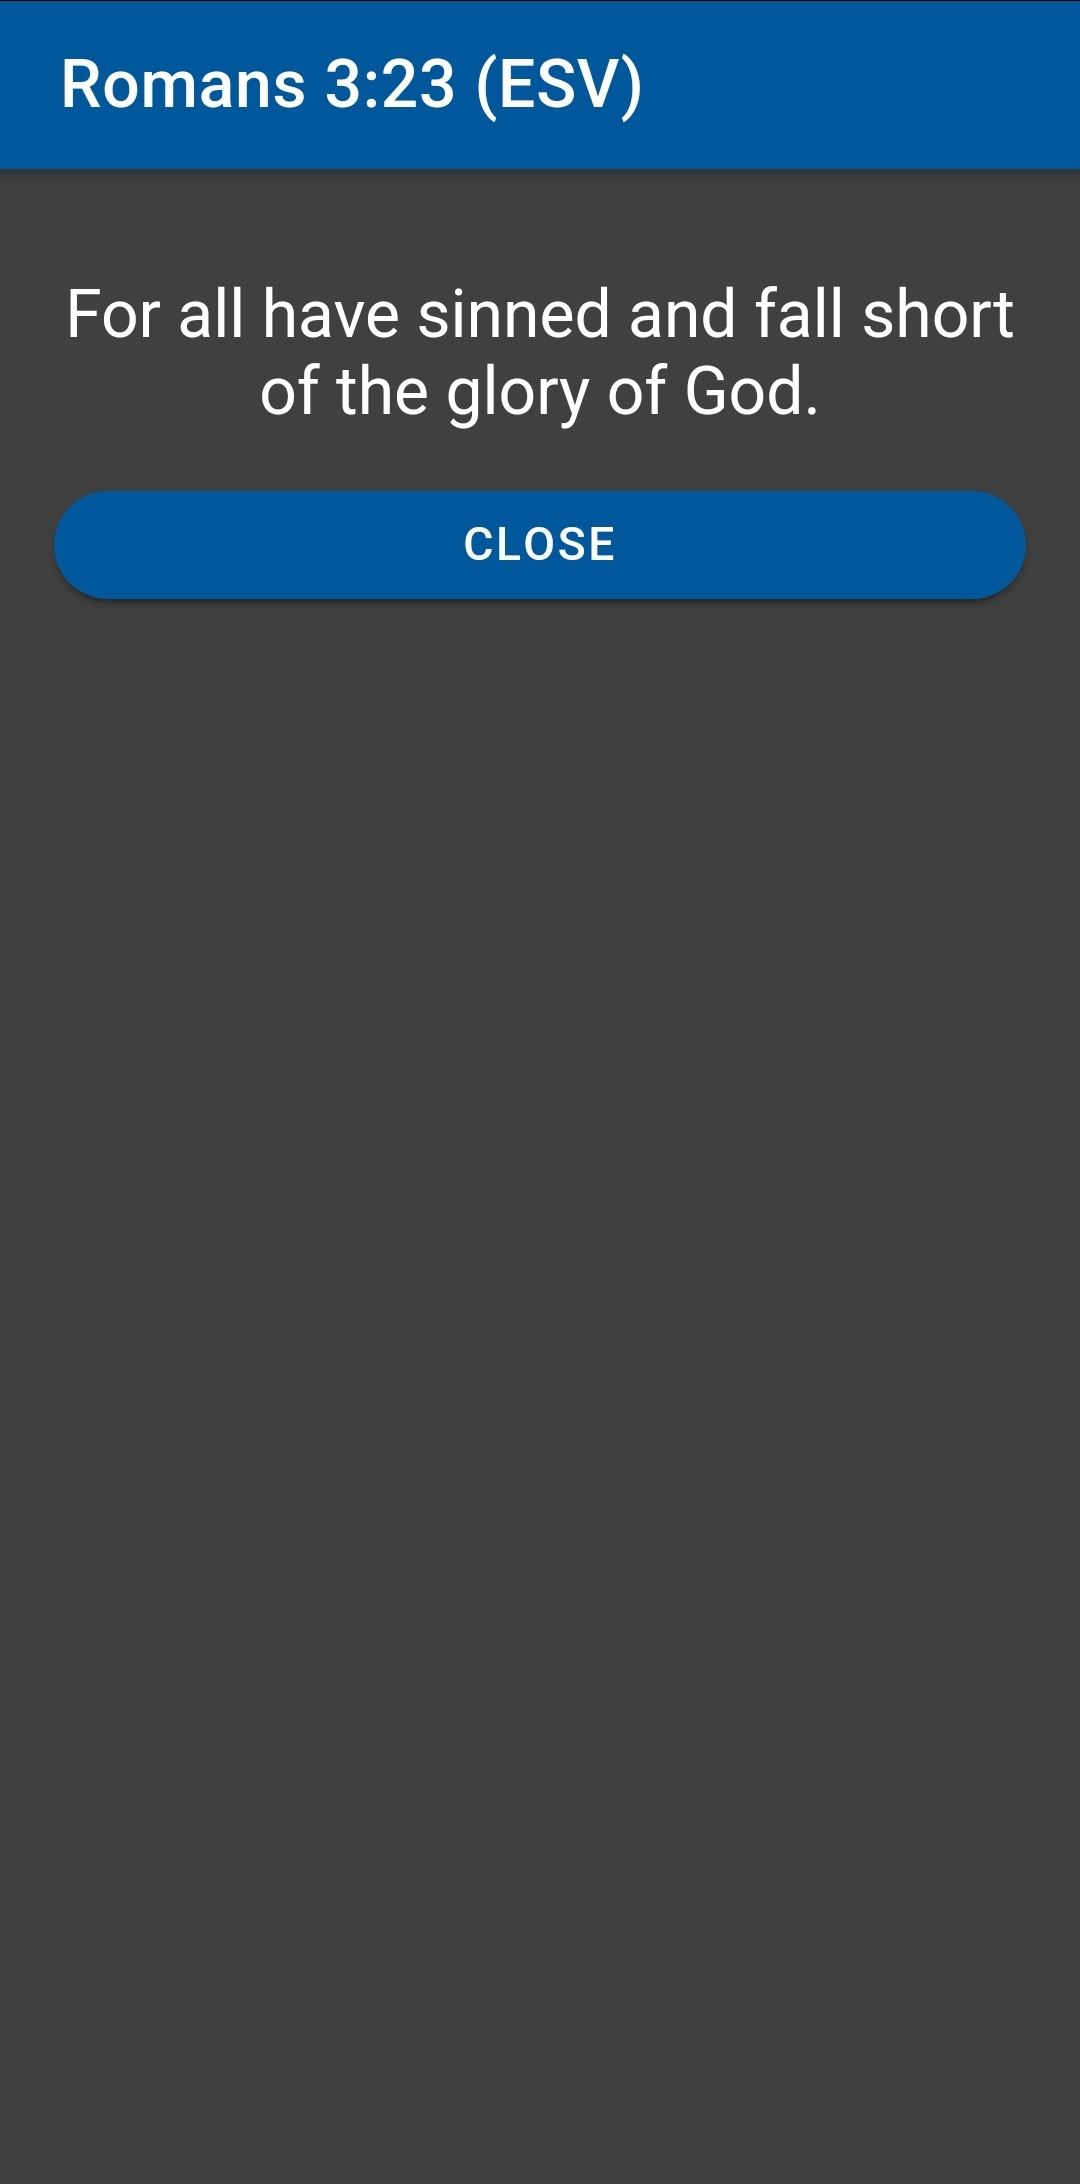 Romans 3:23 (ESV)
For all have sinned and fall short
of the glory of God.
CLOSE